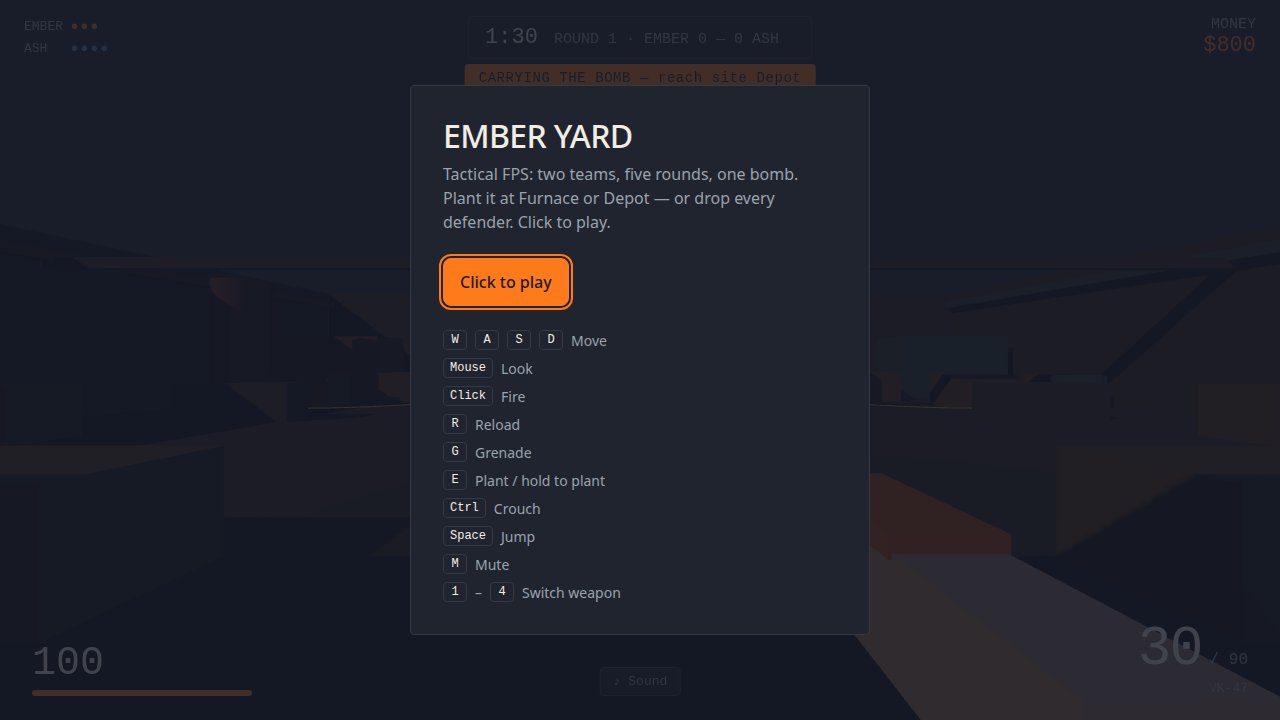 EMBER
ASH
1:30 ROUND 1 · EMBER 0 — 0 ASH
MONEY
$800
CARRYING THE BOMB — reach site Depot
EMBER YARD
Tactical FPS: two teams, five rounds, one bomb.
Plant it at Furnace or Depot — or drop every
defender. Click to play.
Click to play
W A S D Move
Mouse Look
Click Fire
R Reload
G Grenade
E Plant / hold to plant
Ctrl Crouch
Space Jump
M Mute
1 – 4 Switch weapon
100
♪ Sound
30 / 90
VK-47